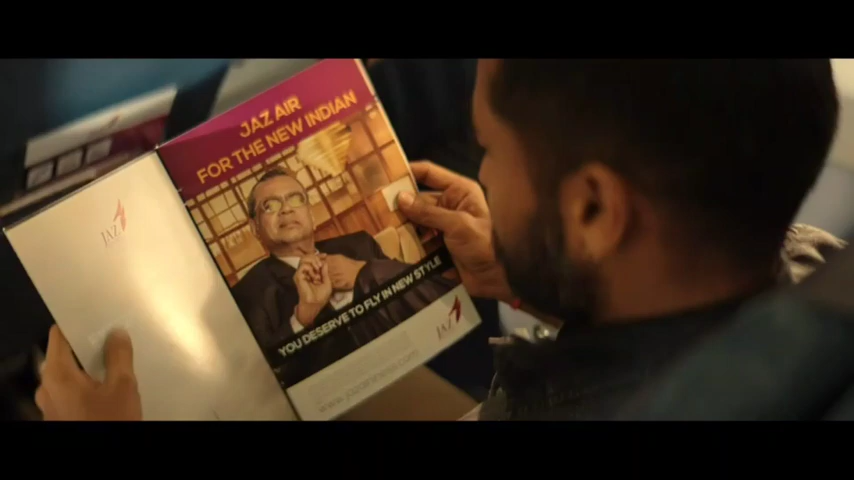 JAZ
JAZ AIR
FOR THE NEW INDIAN
YOU DESERVE TO FLY IN NEW STYLE
JAZ